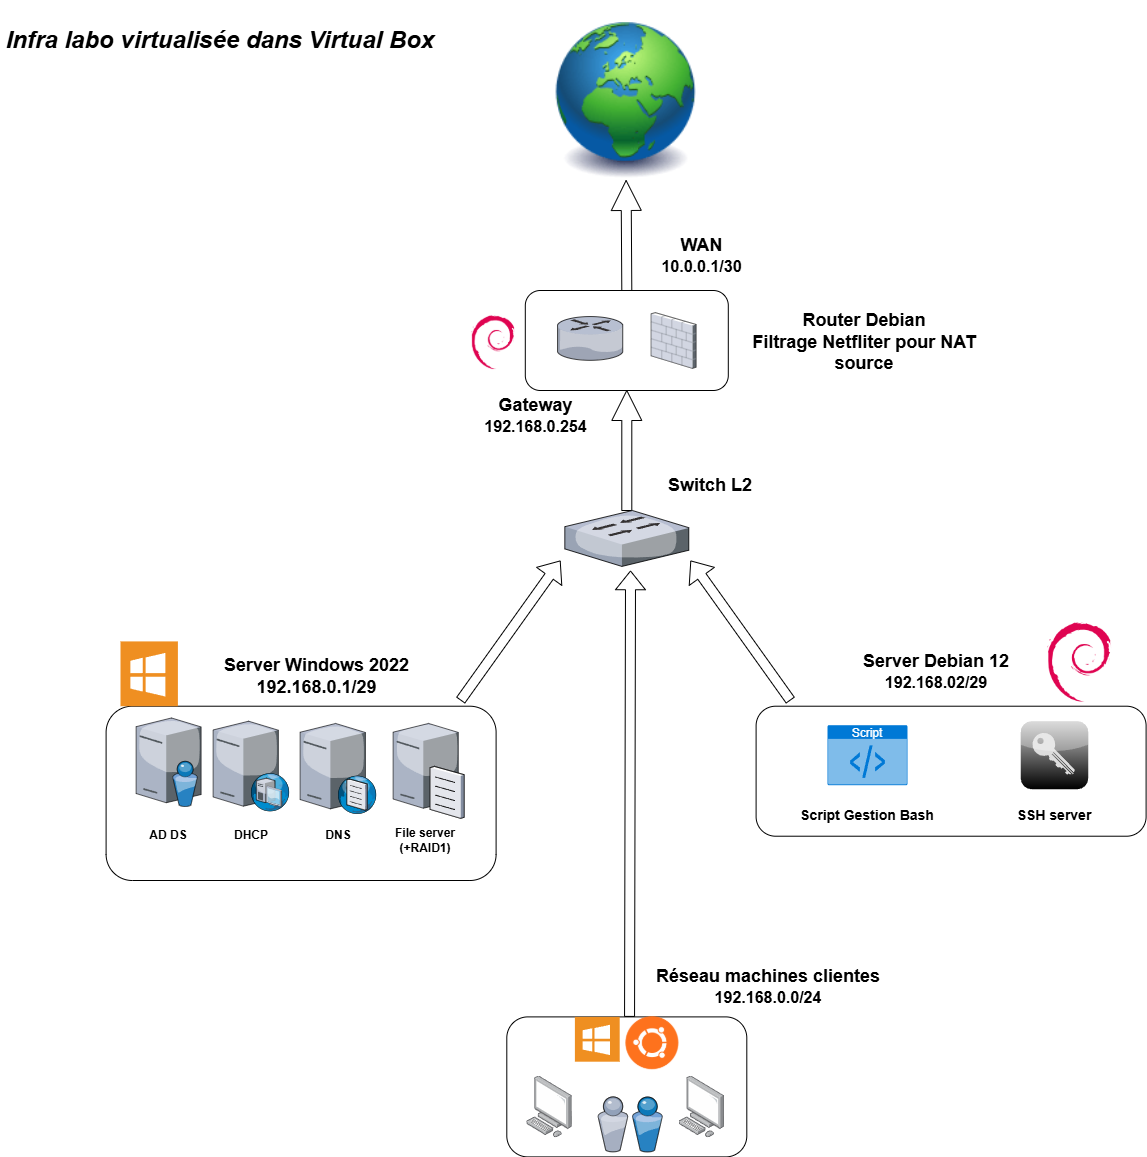 Infra labo virtualisée dans Virtual Box
WAN
10.0.0.1/30
Router Debian
Filtrage Netfliter pour NAT
source
Gateway
192.168.0.254
Switch L2
Server Windows 2022
192.168.0.1/29
Server Debian 12
192.168.02/29
AD DS
DHCP
DNS
File server
(+RAID1)
Script
</>
Script Gestion Bash
SSH server
Réseau machines clientes
192.168.0.0/24